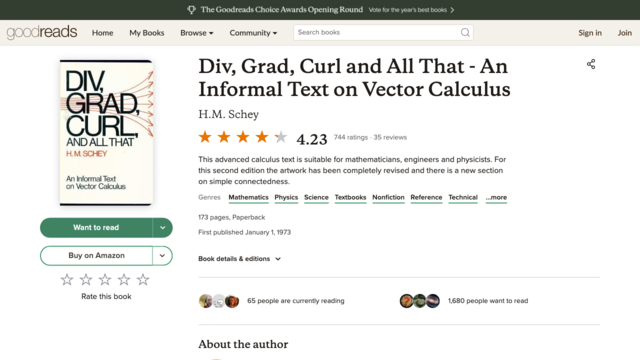 The Goodreads Choice Awards Opening Round Vote for the year's best books
goodreads Home My Books Browse Community Search books Sign in Join
DIV,
GRAD,
CURL,
AND ALL THAT
H. M. SCHEY
An Informal Text
on Vector Calculus
Want to read
Buy on Amazon
Rate this book
Div, Grad, Curl and All That - An
Informal Text on Vector Calculus
H.M. Schey
4.23 744 ratings · 35 reviews
This advanced calculus text is suitable for mathematicians, engineers and physicists. For
this second edition the artwork has been completely revised and there is a new section
on simple connectedness.
Genres Mathematics Physics Science Textbooks Nonfiction Reference Technical ...more
173 pages, Paperback
First published January 1, 1973
Book details & editions
65 people are currently reading 1,680 people want to read
About the author